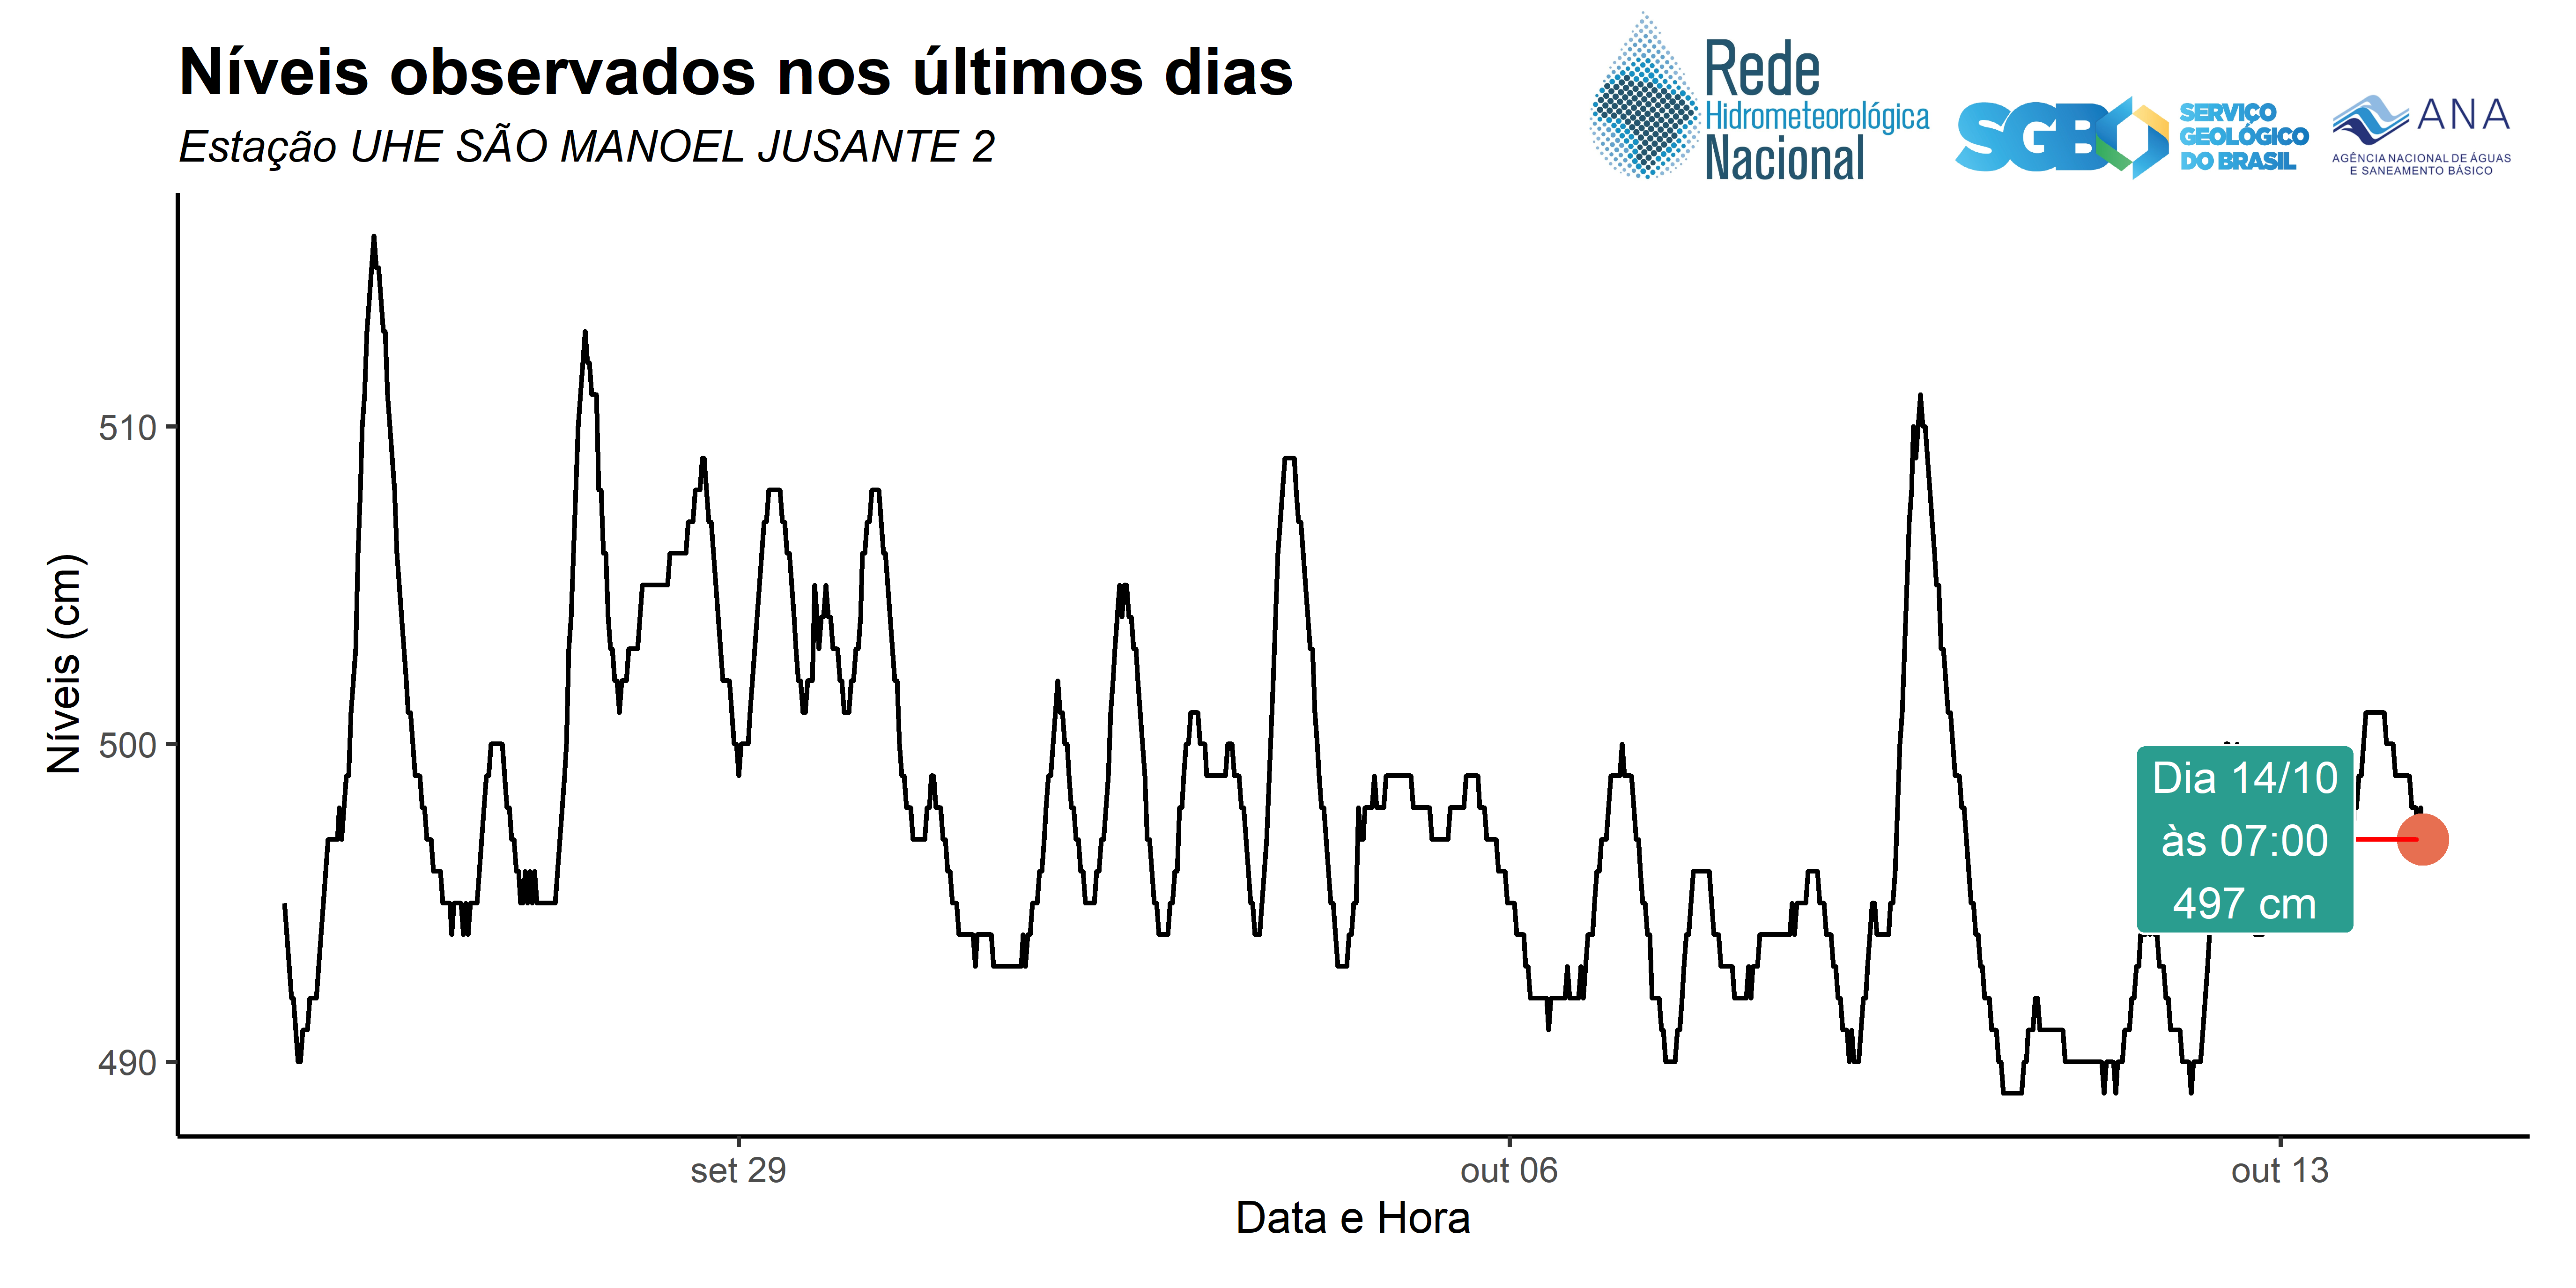 Níveis observados nos últimos dias
Estação UHE SÃO MANOEL JUSANTE 2
Rede
Hidrometeorológica
Nacional
SGB
SERVIÇO
GEOLÓGICO
DO BRASIL
ANA
AGÊNCIA NACIONAL DE ÁGUAS
E SANEAMENTO BÁSICO
Níveis (cm)
510
500
490
Dia 14/10
às 07:00
497 cm
set 29
out 06
out 13
Data e Hora